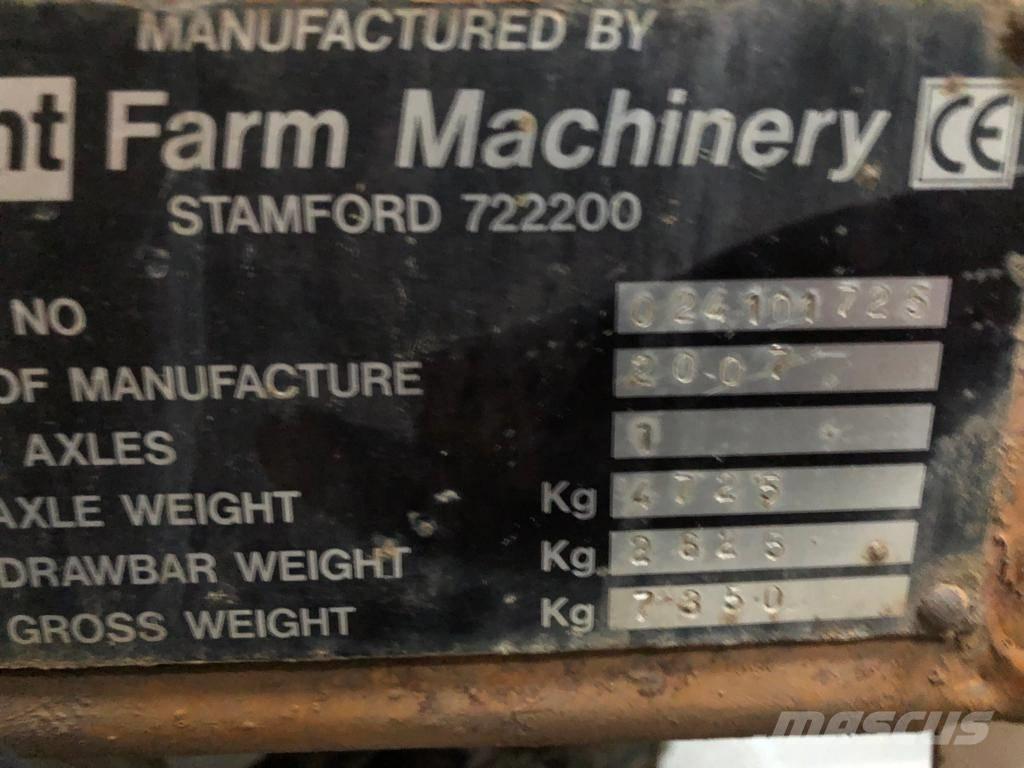 MANUFACTURED BY
nt Farm Machinery CE
STAMFORD 722200
NO 024101725
OF MANUFACTURE 2007
AXLES 1
AXLE WEIGHT Kg 4725
DRAWBAR WEIGHT Kg 2625
GROSS WEIGHT Kg 7350
mascus